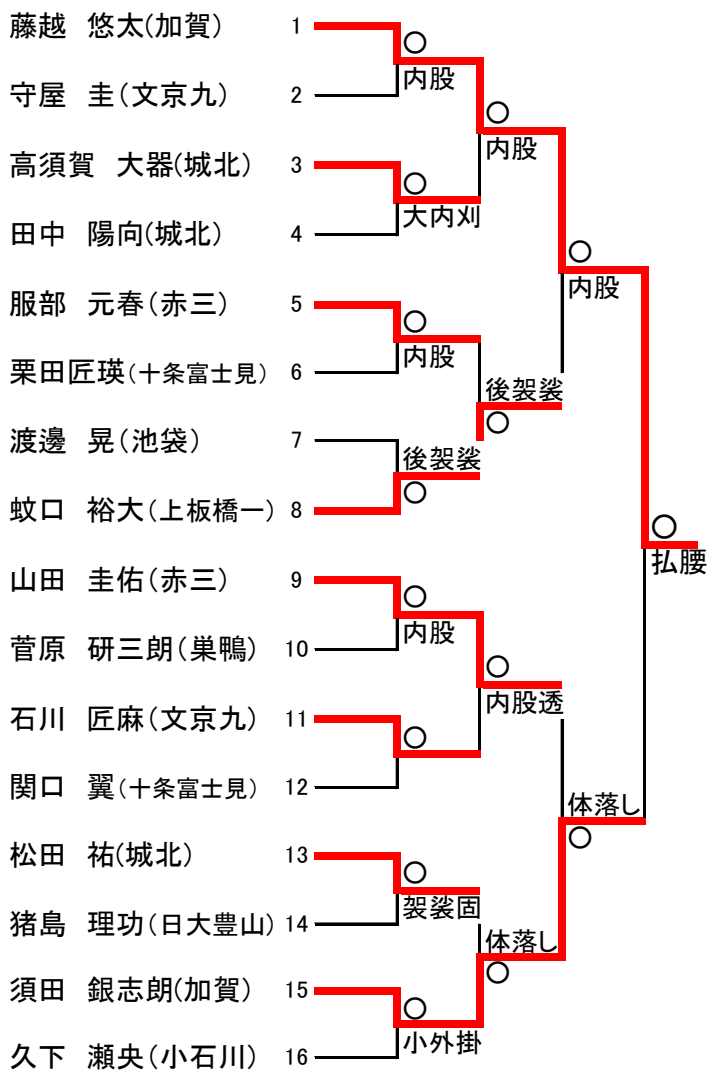 藤越 悠太(加賀) 1
○
内股
守屋 圭(文京九) 2
○
内股
高須賀 大器(城北) 3
○
大内刈
田中 陽向(城北) 4
○
内股
服部 元春(赤三) 5
○
内股
栗田匠瑛(十条富士見) 6
後袈裟
○
渡邊 晃(池袋) 7
後袈裟
○
蚊口 裕大(上板橋一) 8
○
払腰
山田 圭佑(赤三) 9
○
内股
菅原 研三朗(巣鴨) 10
○
内股透
石川 匠麻(文京九) 11
○
関口 翼(十条富士見) 12
体落し
○
松田 祐(城北) 13
○
袈裟固
猪島 理功(日大豊山) 14
体落し
○
須田 銀志朗(加賀) 15
○
小外掛
久下 瀬央(小石川) 16